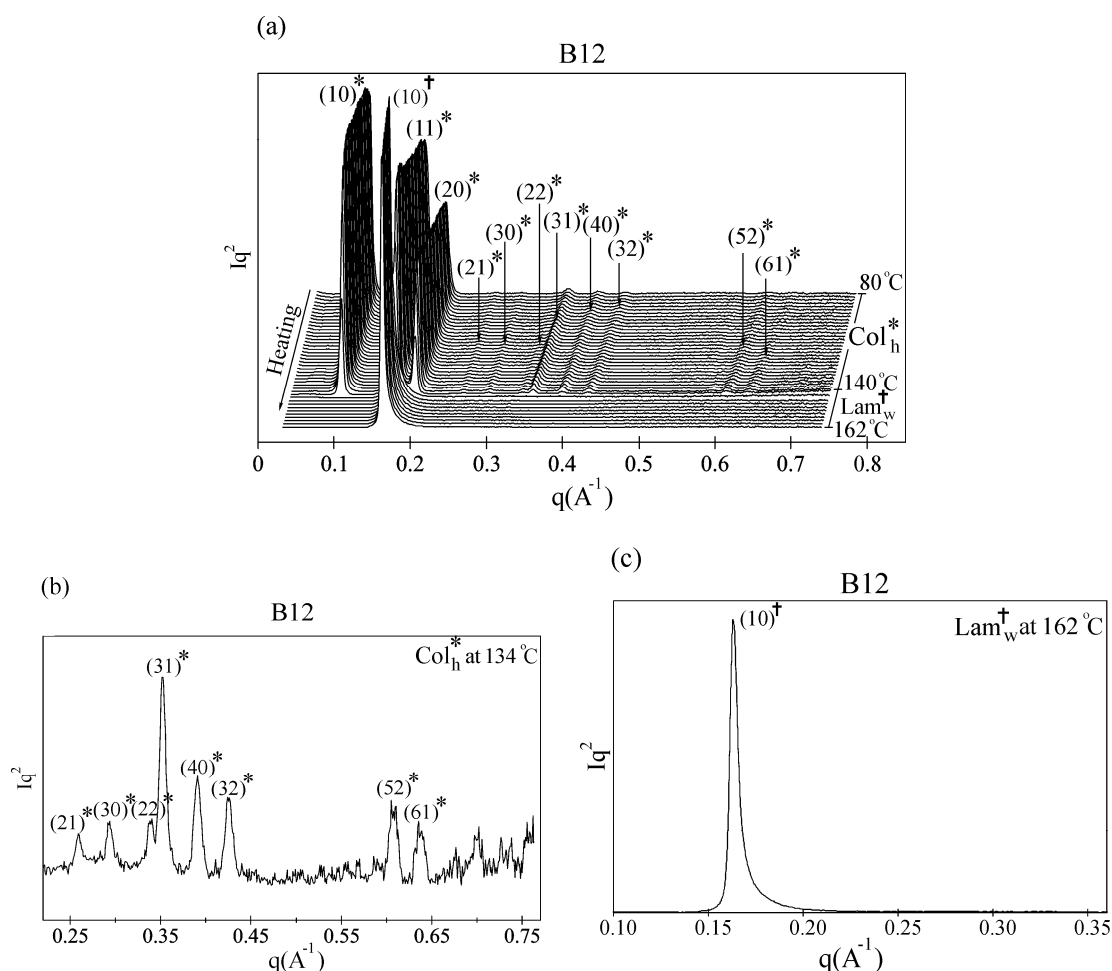 (a)
B12
(10)*
(10)†
(11)*
(20)*
(22)*
(30)*
(31)*
(40)*
(21)*
(32)*
(52)*
(61)*
Iq²
Heating
80°C
Col*h
140°C
Lam†w
162°C
0 0.1 0.2 0.3 0.4 0.5 0.6 0.7 0.8
q(A⁻¹)
(b)
B12
Col*h at 134°C
(31)*
(40)*
(32)*
(21)*
(30)*
(22)*
(52)*
(61)*
Iq²
0.25 0.35 0.45 0.55 0.65 0.75
q(A⁻¹)
(c)
B12
(10)†
Lam†w at 162°C
Iq²
0.10 0.15 0.20 0.25 0.30 0.35
q(A⁻¹)